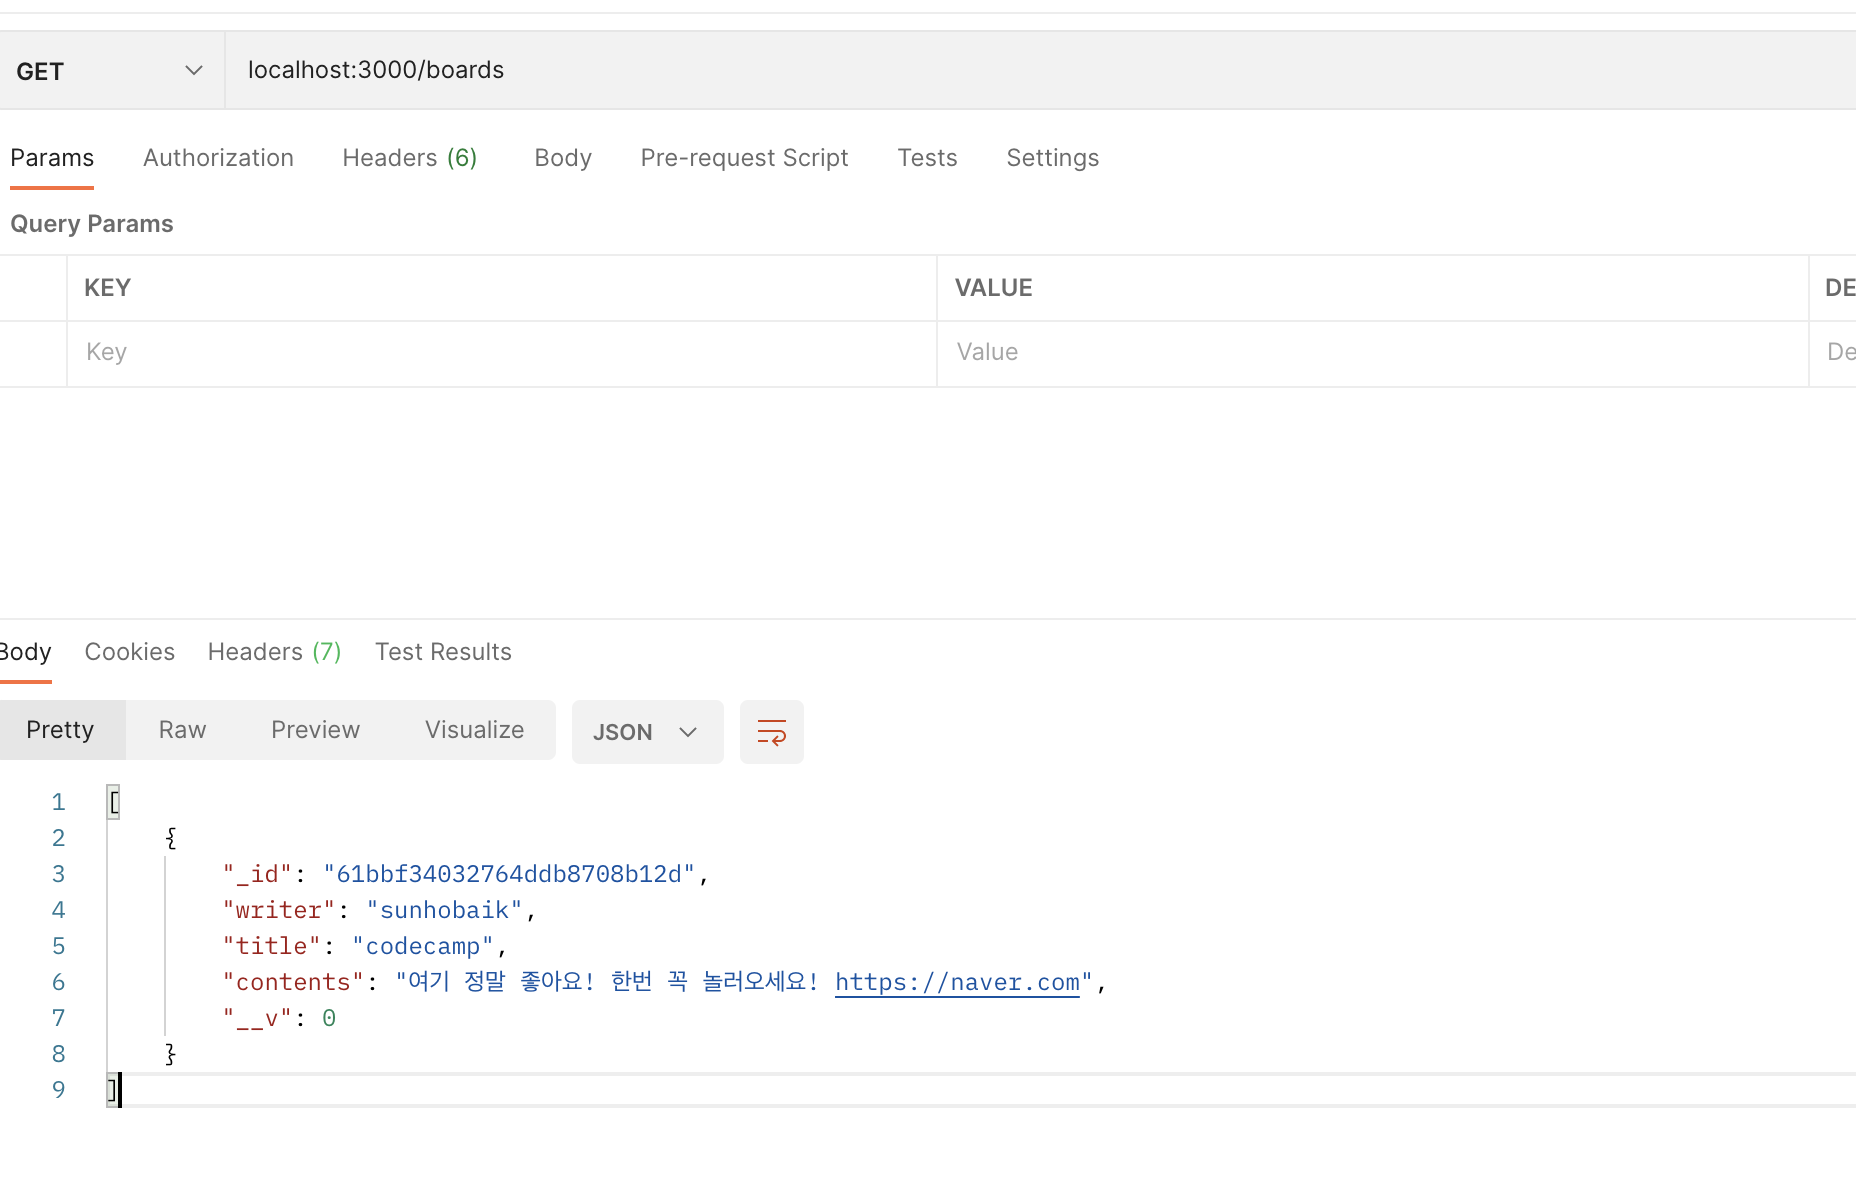 GET localhost:3000/boards
Params Authorization Headers (6) Body Pre-request Script Tests Settings
Query Params
KEY VALUE DE
Key Value De
Body Cookies Headers (7) Test Results
Pretty Raw Preview Visualize JSON
1 [
2 {
3 "_id": "61bbf34032764ddb8708b12d",
4 "writer": "sunhobaik",
5 "title": "codecamp",
6 "contents": "여기 정말 좋아요! 한번 꼭 놀러오세요! https://naver.com",
7 "__v": 0
8 }
9 ]